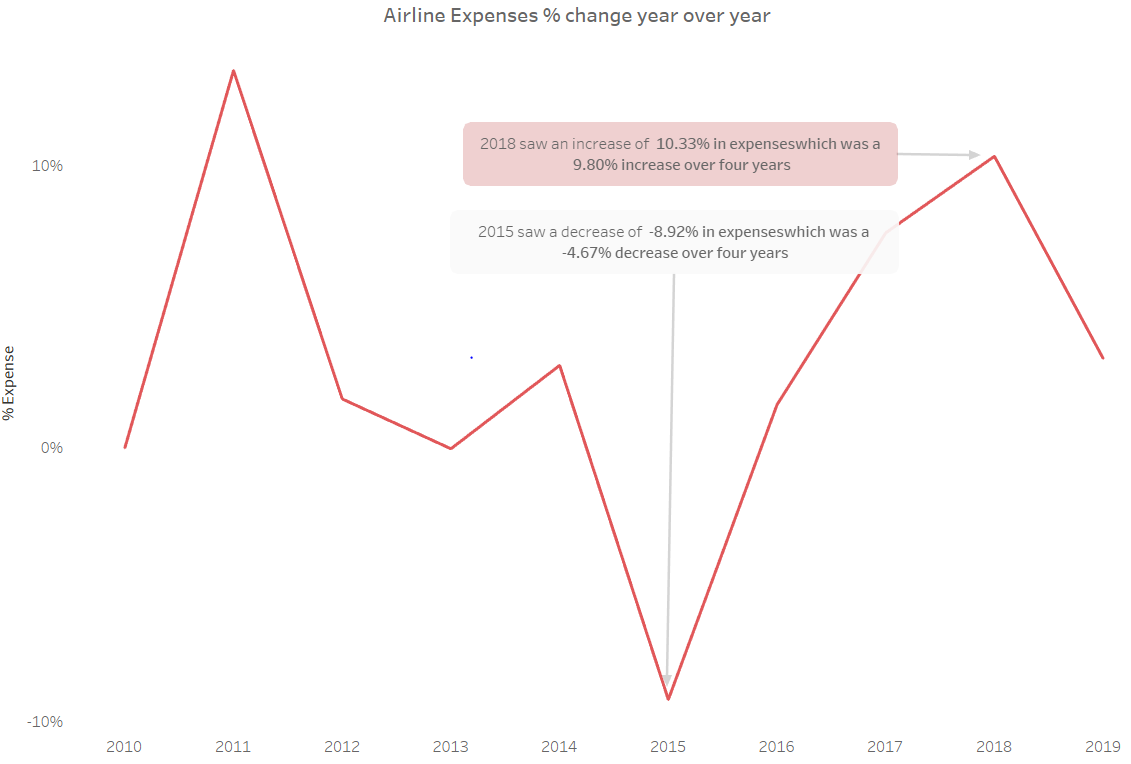 Airline Expenses % change year over year
10%
2018 saw an increase of 10.33% in expenseswhich was a
9.80% increase over four years
2015 saw a decrease of -8.92% in expenseswhich was a
-4.67% decrease over four years
% Expense
0%
-10%
2010 2011 2012 2013 2014 2015 2016 2017 2018 2019